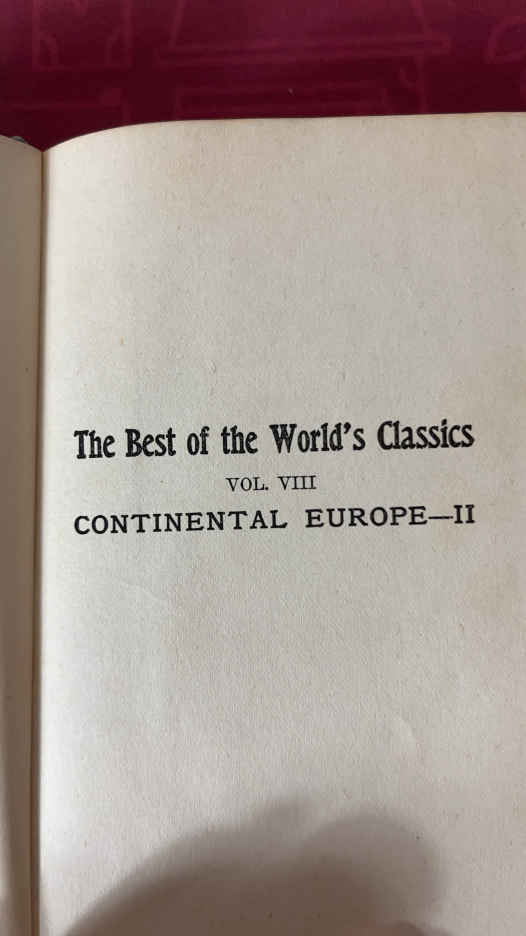 The Best of the World's Classics
VOL. VIII
CONTINENTAL EUROPE—II